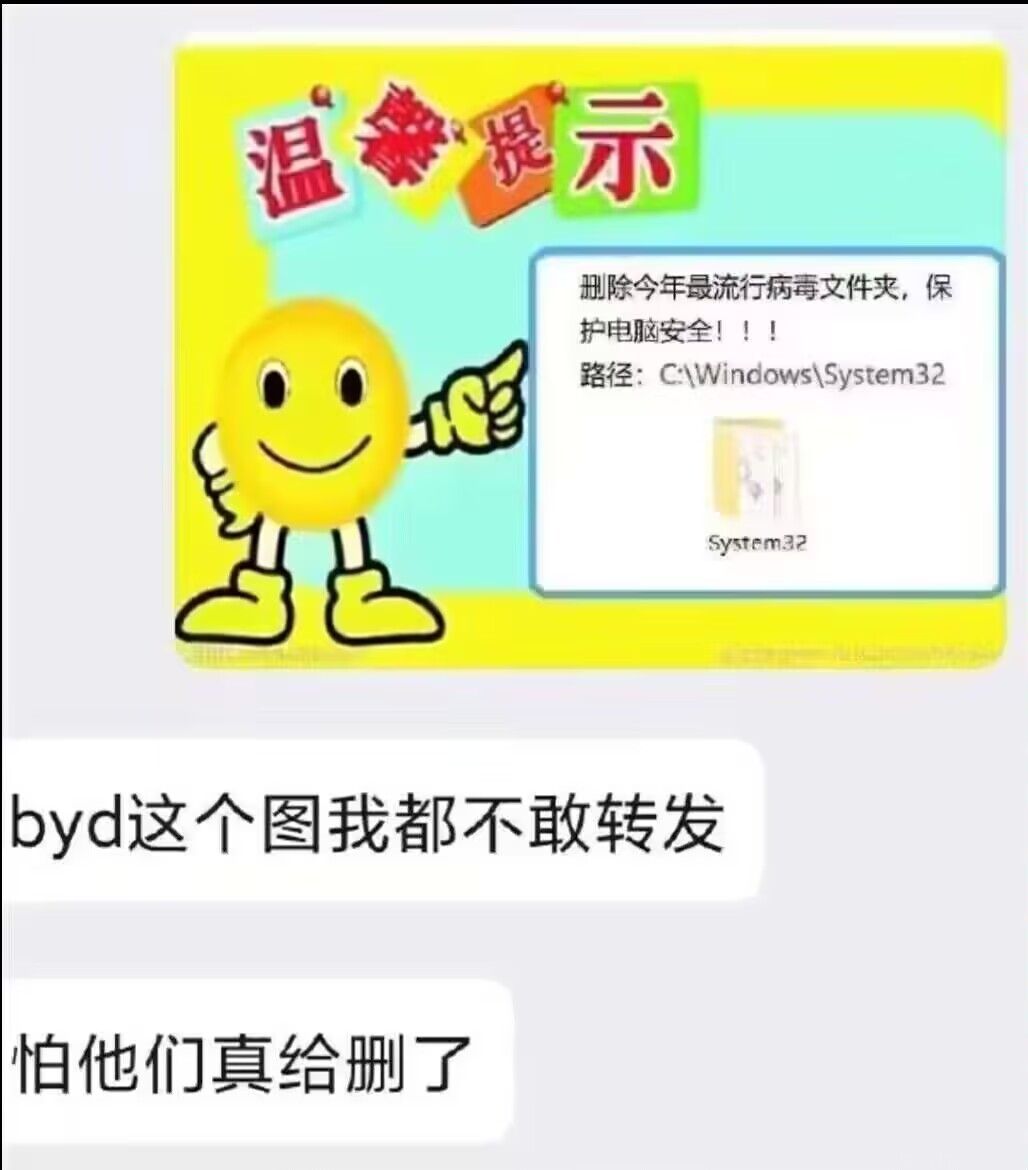 温馨提示
删除今年最流行病毒文件夹，保
护电脑安全！！！
路径：C:\Windows\System32
System32
byd这个图我都不敢转发
怕他们真给删了